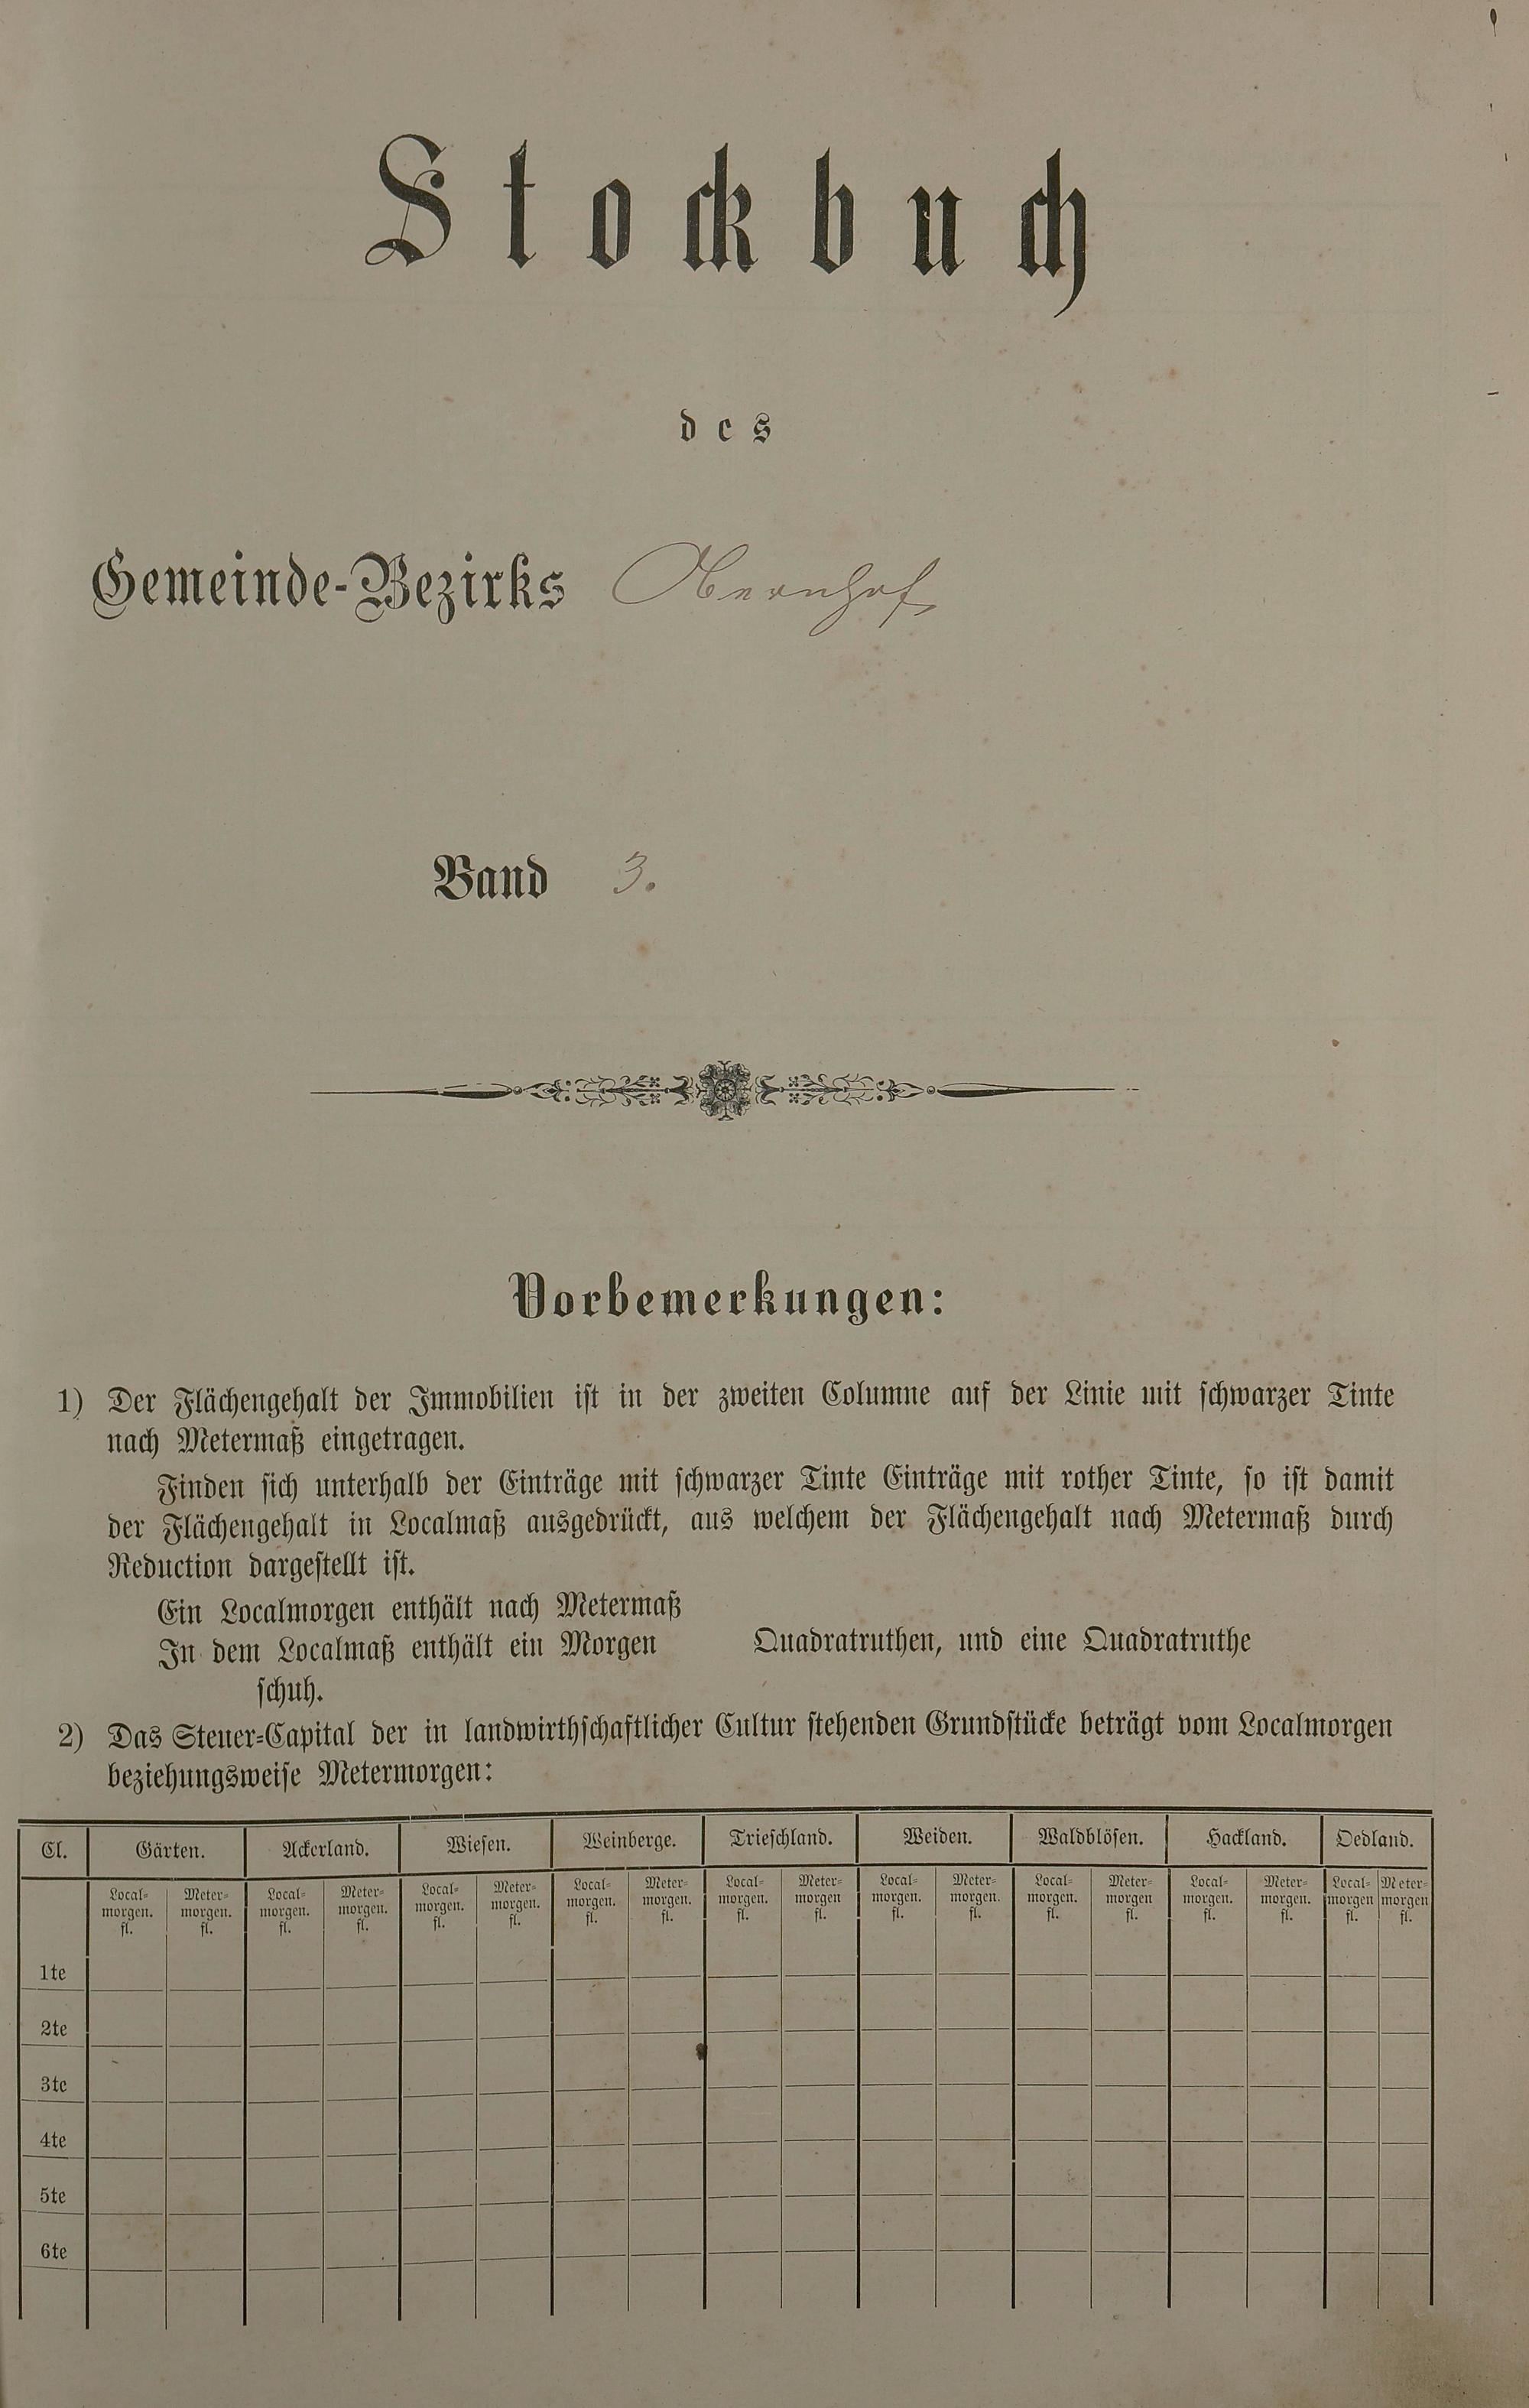 Stockbuch
des
Gemeinde-Bezirks Obernhof
Band 3.
Vorbemerkungen:
1) Der Flächengehalt der Immobilien ist in der zweiten Columne auf der Linie mit schwarzer Tinte
nach Metermaß eingetragen.
Finden sich unterhalb der Einträge mit schwarzer Tinte Einträge mit rother Tinte, so ist damit
der Flächengehalt in Localmaß ausgedrückt, aus welchem der Flächengehalt nach Metermaß durch
Reduction dargestellt ist.
Ein Localmorgen enthält nach Metermaß
In dem Localmaß enthält ein Morgen Quadratruthen, und eine Quadratruthe
schuh.
2) Das Steuer=Capital der in landwirthschaftlicher Cultur stehenden Grundstücke beträgt vom Localmorgen
beziehungsweise Metermorgen:
Cl. Gärten. Ackerland. Wiesen. Weinberge. Trieschland. Weiden. Waldblösen. Hackland. Oedland.
Local= Meter= Local= Meter= Local= Meter= Local= Meter= Local= Meter= Local= Meter= Local= Meter= Local= Meter= Local= Meter=
morgen. morgen. morgen. morgen. morgen. morgen. morgen. morgen. morgen. morgen morgen. morgen. morgen. morgen morgen. morgen. morgen morgen
fl. fl. fl. fl. fl. fl. fl. fl. fl. fl. fl. fl. fl. fl. fl. fl. fl. fl.
1te
2te
3te
4te
5te
6te